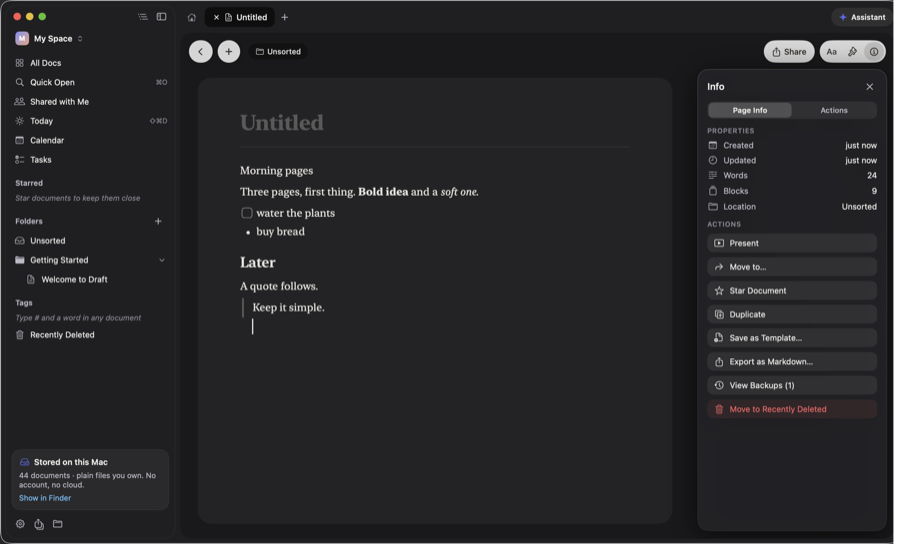 M My Space
All Docs
Quick Open ⌘O
Shared with Me
Today ⇧⌘D
Calendar
Tasks
Starred
Star documents to keep them close
Folders +
Unsorted
Getting Started
Welcome to Draft
Tags
Type # and a word in any document
Recently Deleted
Stored on this Mac
44 documents · plain files you own. No
account, no cloud.
Show in Finder
Untitled
Assistant
Unsorted
Share
Aa
Untitled
Morning pages
Three pages, first thing. Bold idea and a soft one.
water the plants
• buy bread
Later
A quote follows.
Keep it simple.
Info
Page Info Actions
PROPERTIES
Created just now
Updated just now
Words 24
Blocks 9
Location Unsorted
ACTIONS
Present
Move to...
Star Document
Duplicate
Save as Template...
Export as Markdown...
View Backups (1)
Move to Recently Deleted